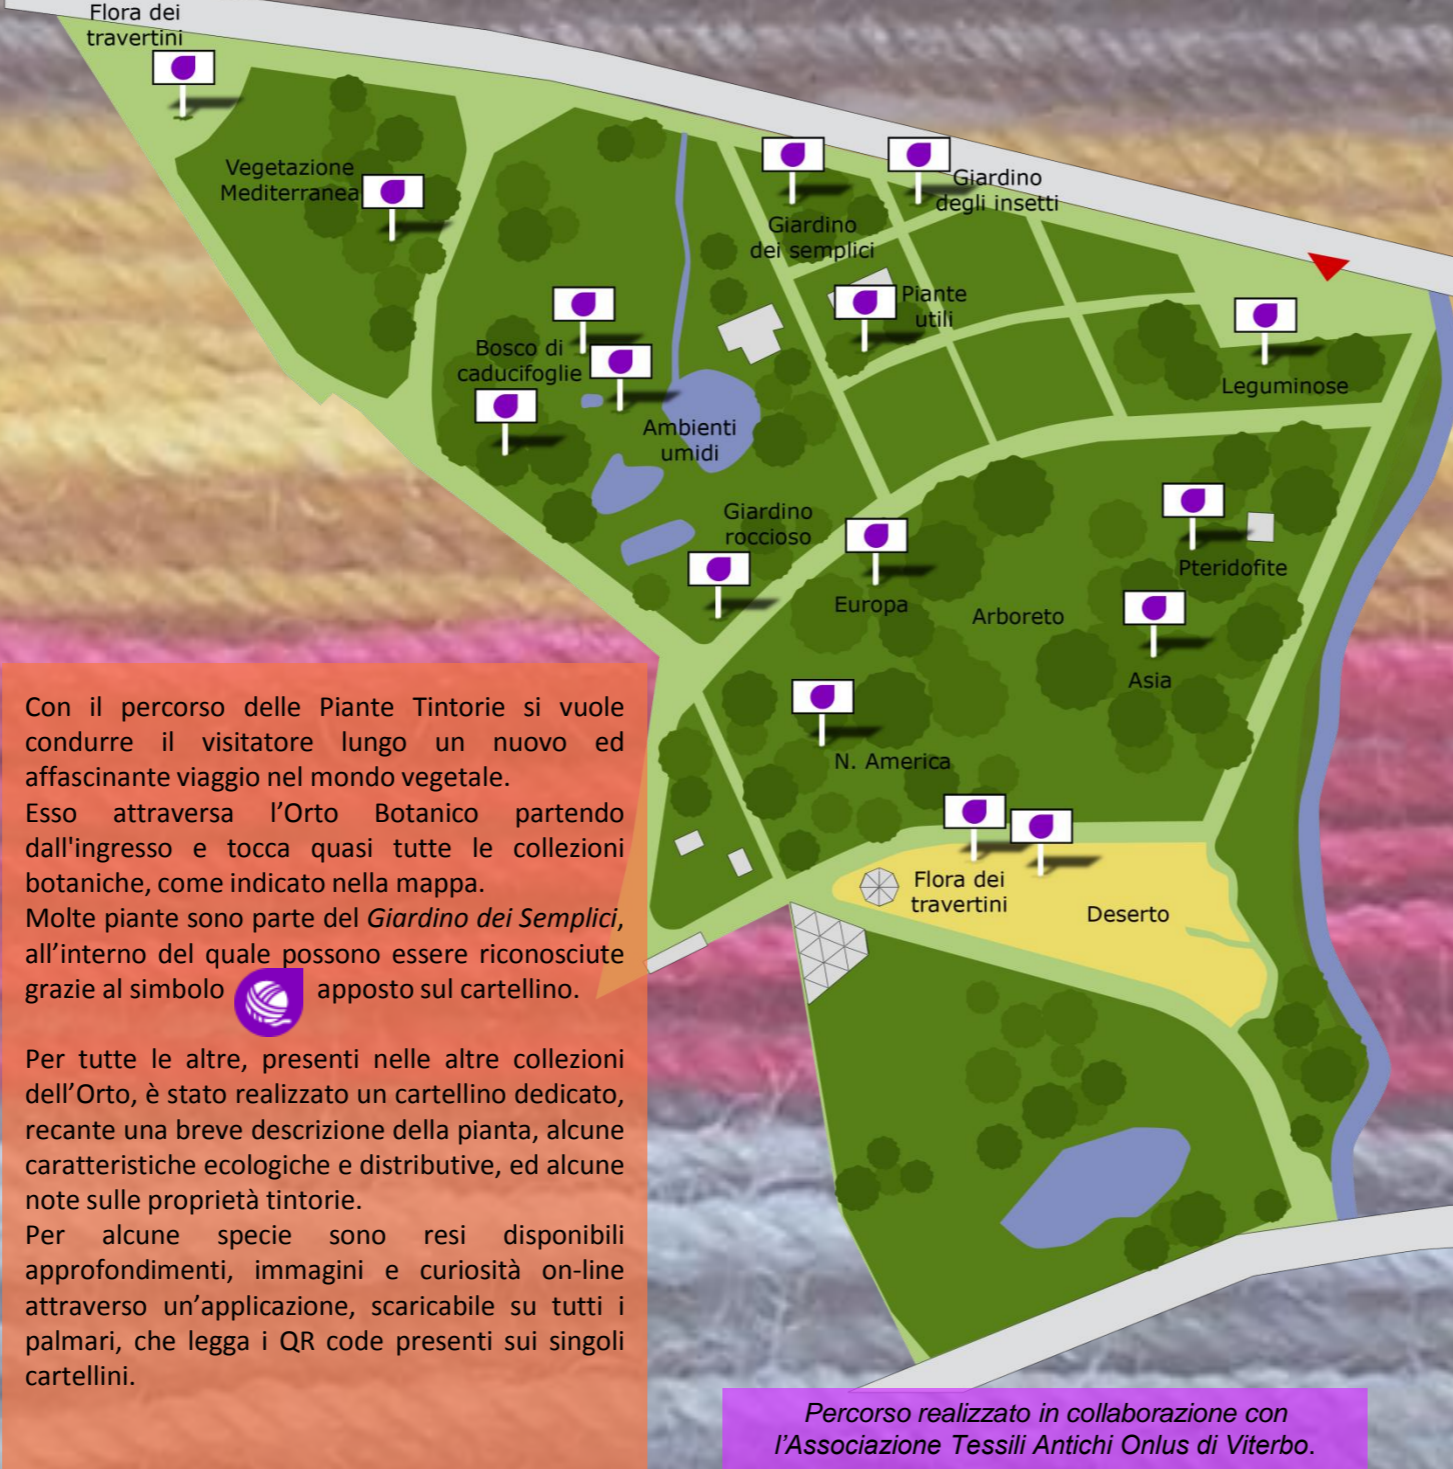 Flora dei
travertini
Vegetazione
Mediterranea
Giardino
degli insetti
Giardino
dei semplici
Piante
utili
Bosco di
caducifoglie
Leguminose
Ambienti
umidi
Giardino
roccioso
Pteridofite
Europa
Arboreto
Asia
N. America
Flora dei
travertini
Deserto
Con il percorso delle Piante Tintorie si vuole
condurre il visitatore lungo un nuovo ed
affascinante viaggio nel mondo vegetale.
Esso attraversa l'Orto Botanico partendo
dall'ingresso e tocca quasi tutte le collezioni
botaniche, come indicato nella mappa.
Molte piante sono parte del Giardino dei Semplici,
all'interno del quale possono essere riconosciute
grazie al simbolo apposto sul cartellino.
Per tutte le altre, presenti nelle altre collezioni
dell'Orto, è stato realizzato un cartellino dedicato,
recante una breve descrizione della pianta, alcune
caratteristiche ecologiche e distributive, ed alcune
note sulle proprietà tintorie.
Per alcune specie sono resi disponibili
approfondimenti, immagini e curiosità on-line
attraverso un'applicazione, scaricabile su tutti i
palmari, che legga i QR code presenti sui singoli
cartellini.
Percorso realizzato in collaborazione con
l'Associazione Tessili Antichi Onlus di Viterbo.